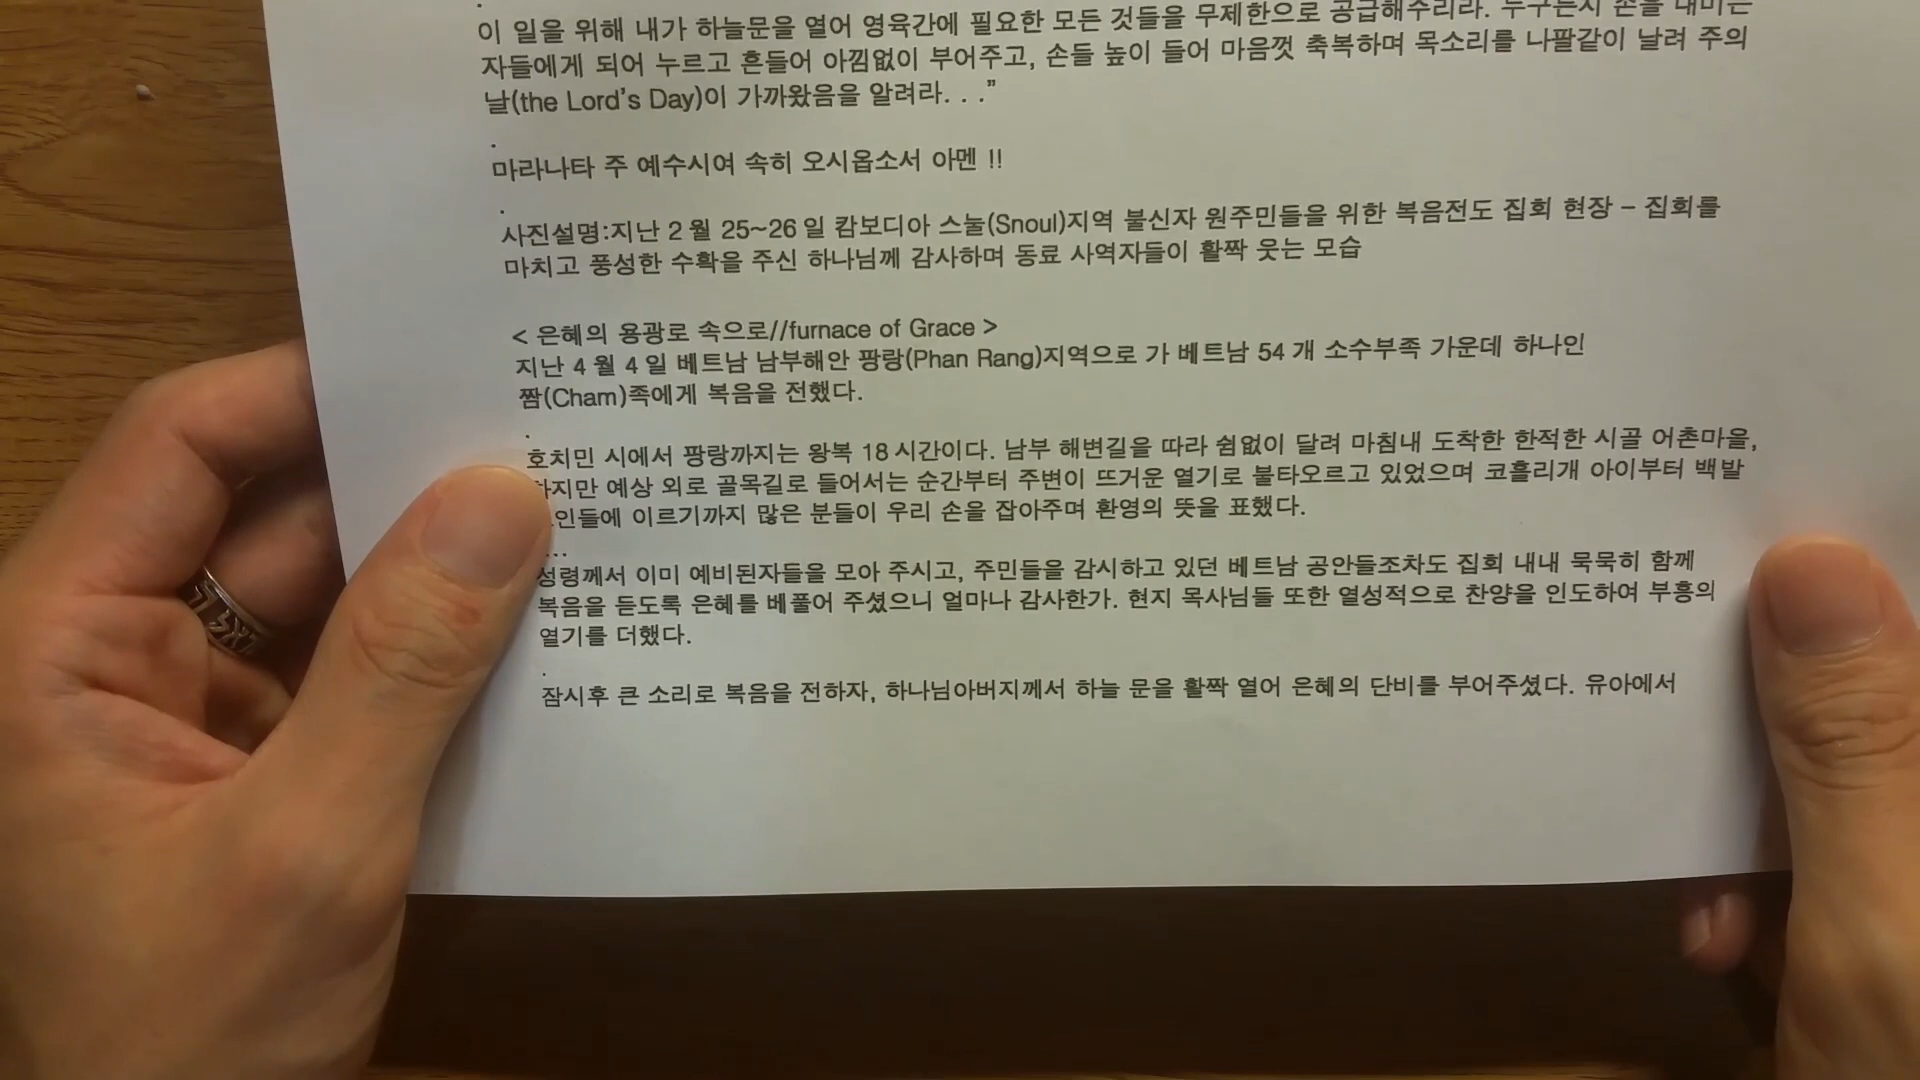 .
이 일을 위해 내가 하늘문을 열어 영육간에 필요한 모든 것들을 무제한으로 공급해주리라. 누구든지 손을 내미는
자들에게 되어 누르고 흔들어 아낌없이 부어주고, 손들 높이 들어 마음껏 축복하며 목소리를 나팔같이 날려 주의
날(the Lord's Day)이 가까왔음을 알려라. . ."
.
마라나타 주 예수시여 속히 오시옵소서 아멘 !!
.
사진설명:지난 2 월 25~26 일 캄보디아 스눌(Snoul)지역 불신자 원주민들을 위한 복음전도 집회 현장 – 집회를
마치고 풍성한 수확을 주신 하나님께 감사하며 동료 사역자들이 활짝 웃는 모습
< 은혜의 용광로 속으로//furnace of Grace >
지난 4 월 4 일 베트남 남부해안 팡랑(Phan Rang)지역으로 가 베트남 54 개 소수부족 가운데 하나인
짬(Cham)족에게 복음을 전했다.
.
호치민 시에서 팡랑까지는 왕복 18 시간이다. 남부 해변길을 따라 쉼없이 달려 마침내 도착한 한적한 시골 어촌마을,
하지만 예상 외로 골목길로 들어서는 순간부터 주변이 뜨거운 열기로 불타오르고 있었으며 코흘리개 아이부터 백발
인들에 이르기까지 많은 분들이 우리 손을 잡아주며 환영의 뜻을 표했다.
...
성령께서 이미 예비된자들을 모아 주시고, 주민들을 감시하고 있던 베트남 공안들조차도 집회 내내 묵묵히 함께
복음을 듣도록 은혜를 베풀어 주셨으니 얼마나 감사한가. 현지 목사님들 또한 열성적으로 찬양을 인도하여 부흥의
열기를 더했다.
.
잠시후 큰 소리로 복음을 전하자, 하나님아버지께서 하늘 문을 활짝 열어 은혜의 단비를 부어주셨다. 유아에서